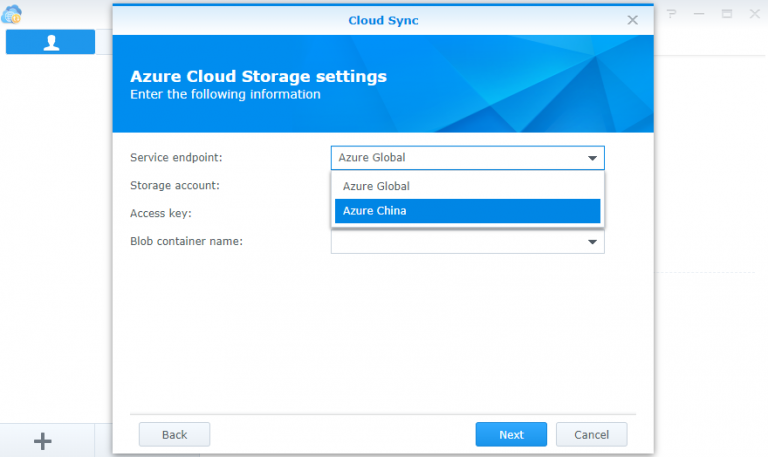 Cloud Sync
Azure Cloud Storage settings
Enter the following information
Service endpoint:
Azure Global
Storage account:
Azure Global
Access key:
Azure China
Blob container name:
Back
Next
Cancel